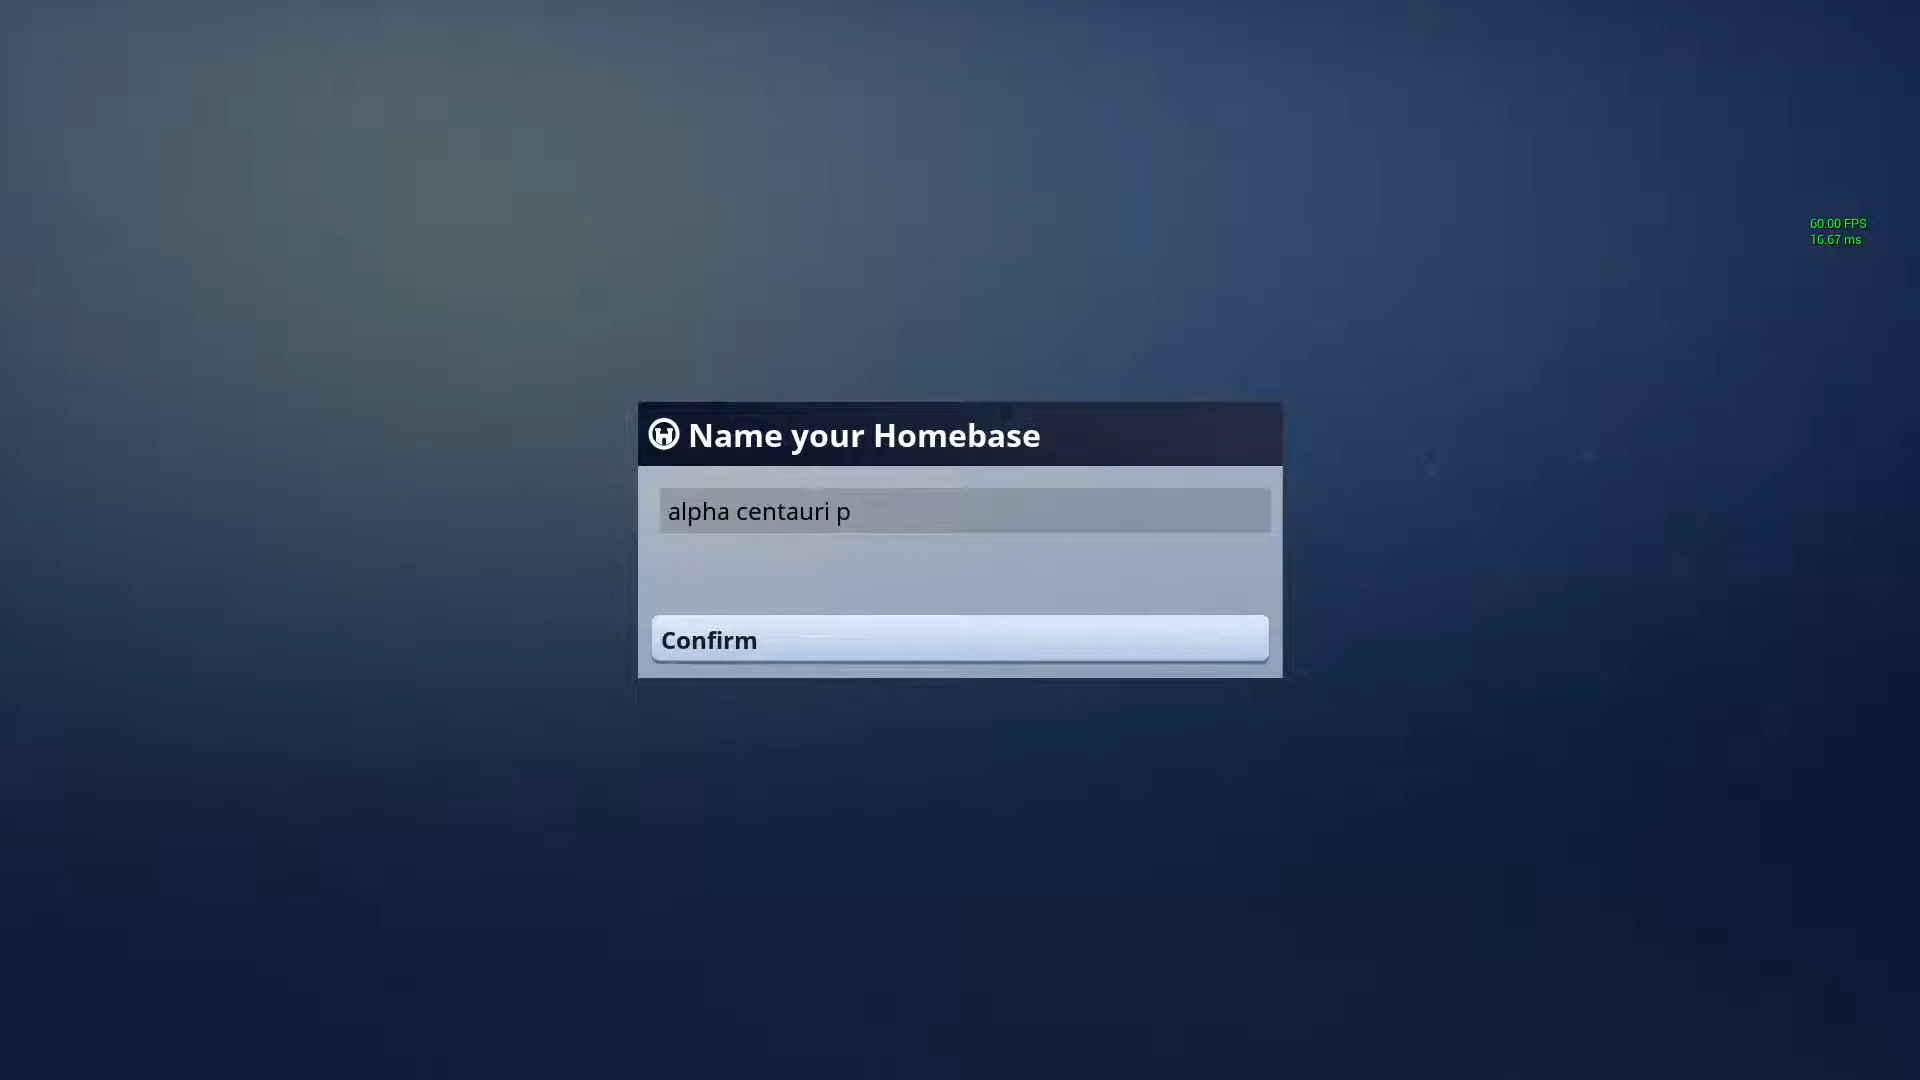 60.00 FPS
16.67 ms
Name your Homebase
alpha centauri p
Confirm